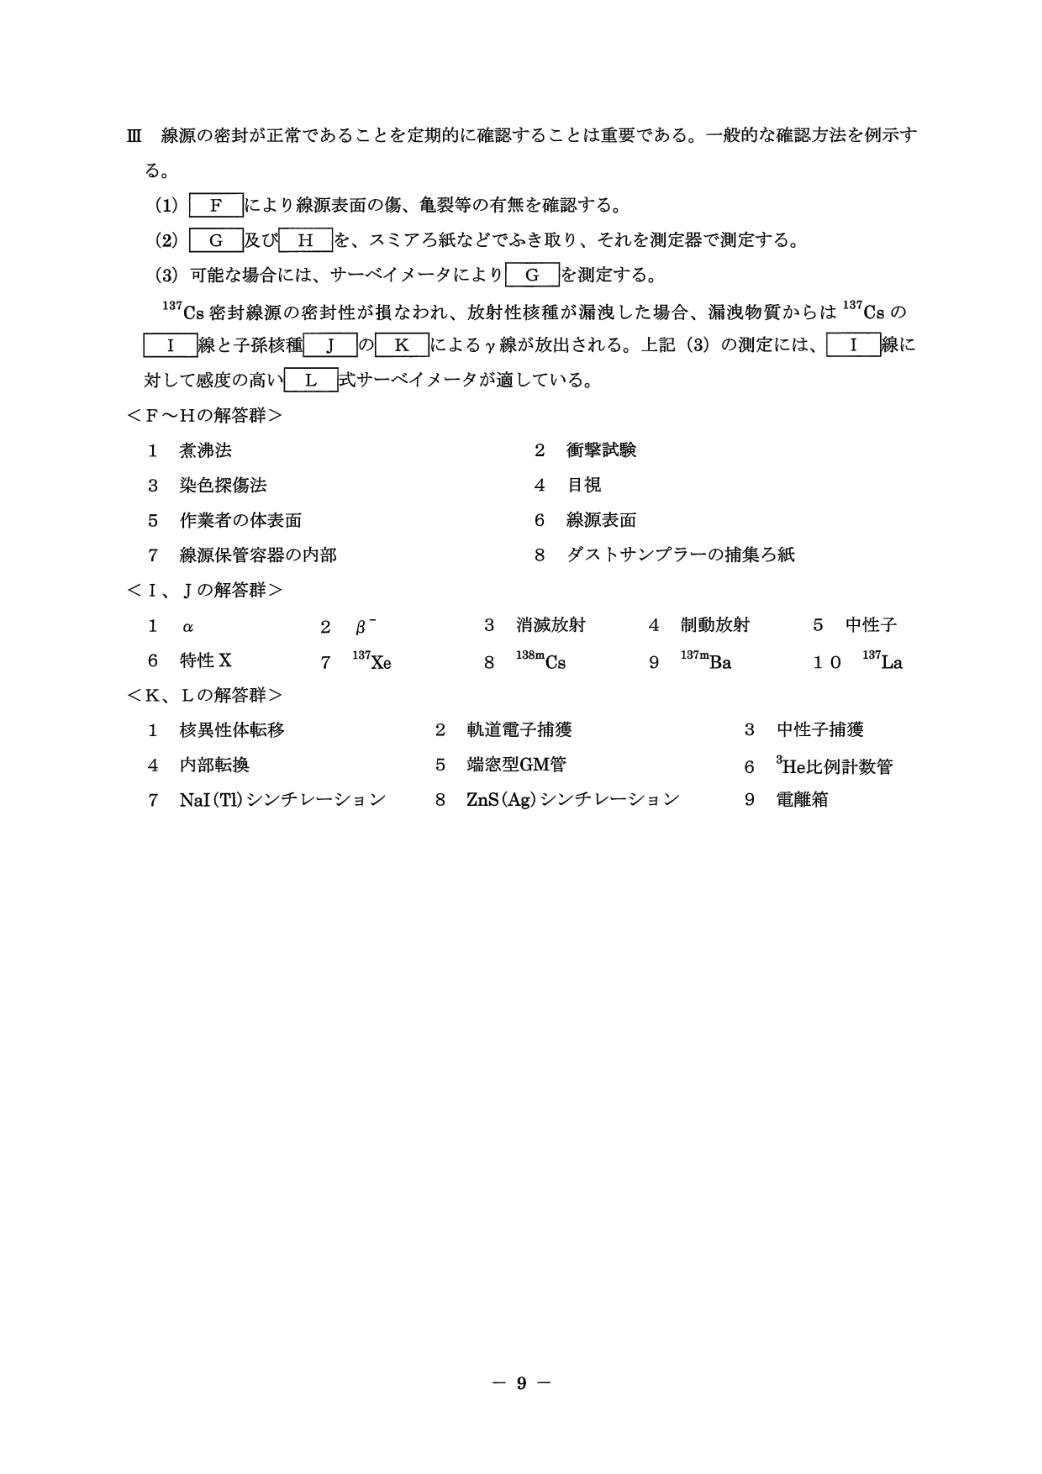 Ⅲ 線源の密封が正常であることを定期的に確認することは重要である。一般的な確認方法を例示す
る。
(1) F により線源表面の傷、亀裂等の有無を確認する。
(2) G 及び H を、スミアろ紙などでふき取り、それを測定器で測定する。
(3) 可能な場合には、サーベイメータにより G を測定する。
¹³⁷Cs 密封線源の密封性が損なわれ、放射性核種が漏洩した場合、漏洩物質からは ¹³⁷Cs の
I 線と子孫核種 J の K によるγ線が放出される。上記(3)の測定には、 I 線に
対して感度の高い L 式サーベイメータが適している。
<F~Hの解答群>
1 煮沸法 2 衝撃試験
3 染色探傷法 4 目視
5 作業者の体表面 6 線源表面
7 線源保管容器の内部 8 ダストサンプラーの捕集ろ紙
<I、Jの解答群>
1 α 2 β⁻ 3 消滅放射 4 制動放射 5 中性子
6 特性X 7 ¹³⁷Xe 8 ¹³⁸ᵐCs 9 ¹³⁷ᵐBa 10 ¹³⁷La
<K、Lの解答群>
1 核異性体転移 2 軌道電子捕獲 3 中性子捕獲
4 内部転換 5 端窓型GM管 6 ³He比例計数管
7 NaI(Tl)シンチレーション 8 ZnS(Ag)シンチレーション 9 電離箱
― 9 ―